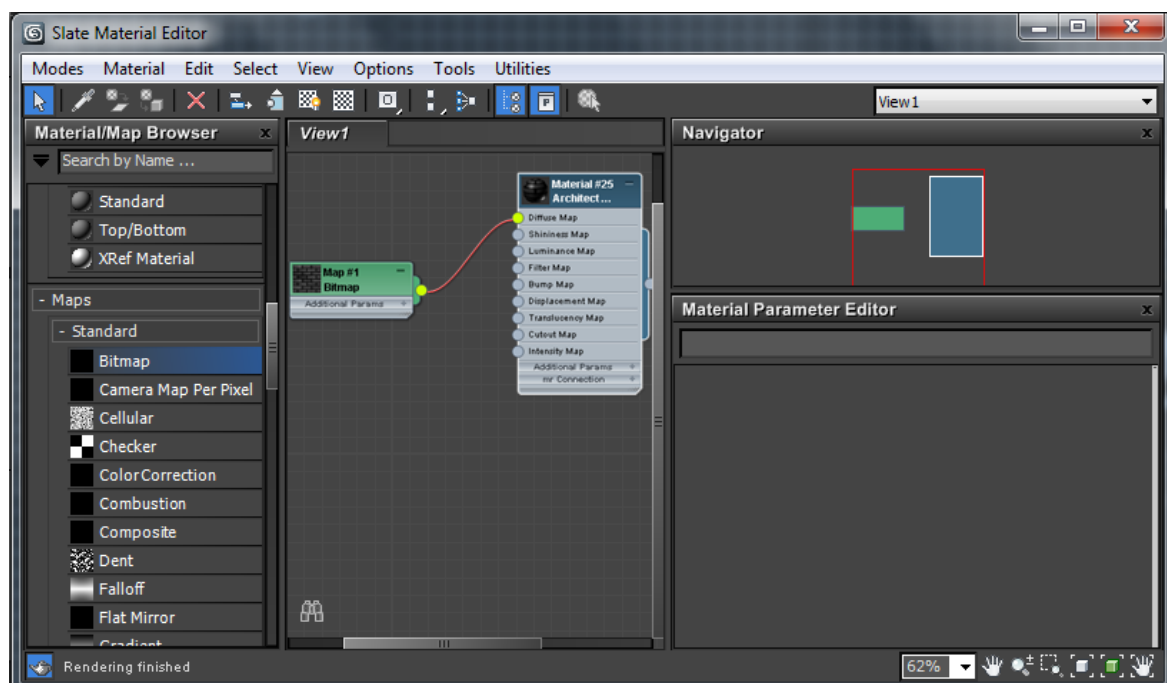 Slate Material Editor
Modes Material Edit Select View Options Tools Utilities
View1
Material/Map Browser x
Search by Name ...
Standard
Top/Bottom
XRef Material
- Maps
- Standard
Bitmap
Camera Map Per Pixel
Cellular
Checker
Color Correction
Combustion
Composite
Dent
Falloff
Flat Mirror
Gradient
View1
Map #1
Bitmap
Additional Params +
Material #25
Architect...
Diffuse Map
Shininess Map
Luminance Map
Filter Map
Bump Map
Displacement Map
Translucency Map
Cutout Map
Intensity Map
Additional Params +
mr Connection +
Navigator x
Material Parameter Editor x
Rendering finished
62%